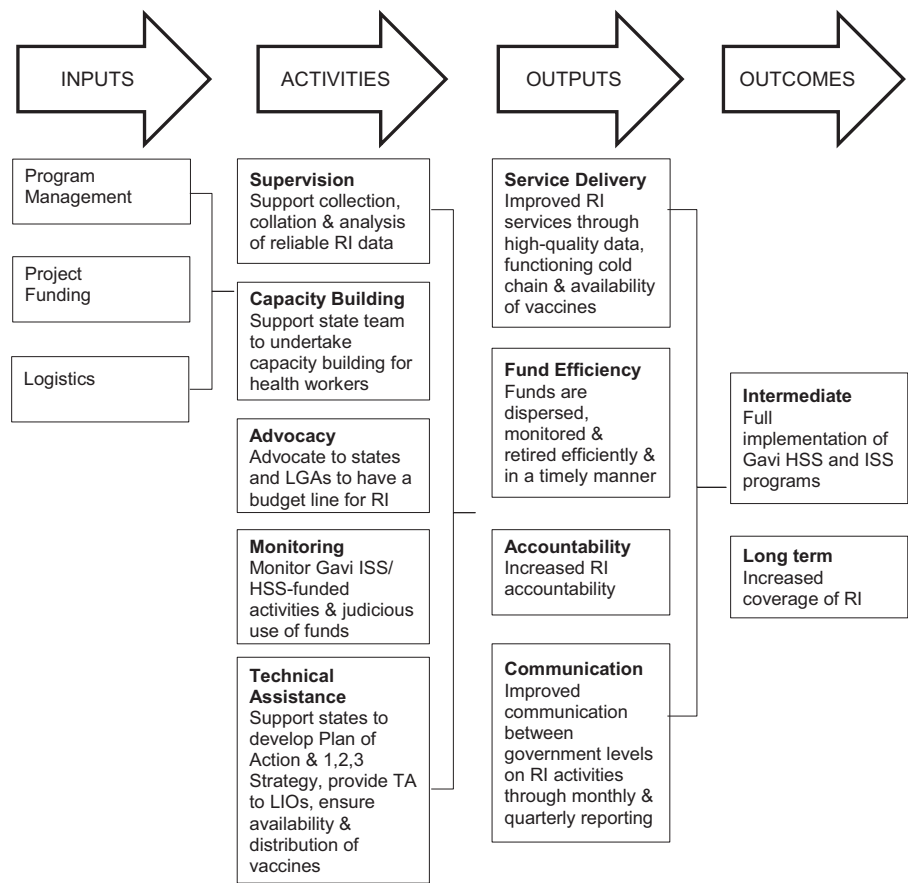 INPUTS
ACTIVITIES
OUTPUTS
OUTCOMES
Program
Management
Project
Funding
Logistics
Supervision
Support collection,
collation & analysis
of reliable RI data
Capacity Building
Support state team
to undertake
capacity building for
health workers
Advocacy
Advocate to states
and LGAs to have a
budget line for RI
Monitoring
Monitor Gavi ISS/
HSS-funded
activities & judicious
use of funds
Technical
Assistance
Support states to
develop Plan of
Action & 1,2,3
Strategy, provide TA
to LIOs, ensure
availability &
distribution of
vaccines
Service Delivery
Improved RI
services through
high-quality data,
functioning cold
chain & availability
of vaccines
Fund Efficiency
Funds are
dispersed,
monitored &
retired efficiently &
in a timely manner
Accountability
Increased RI
accountability
Communication
Improved
communication
between
government levels
on RI activities
through monthly &
quarterly reporting
Intermediate
Full
implementation of
Gavi HSS and ISS
programs
Long term
Increased
coverage of RI